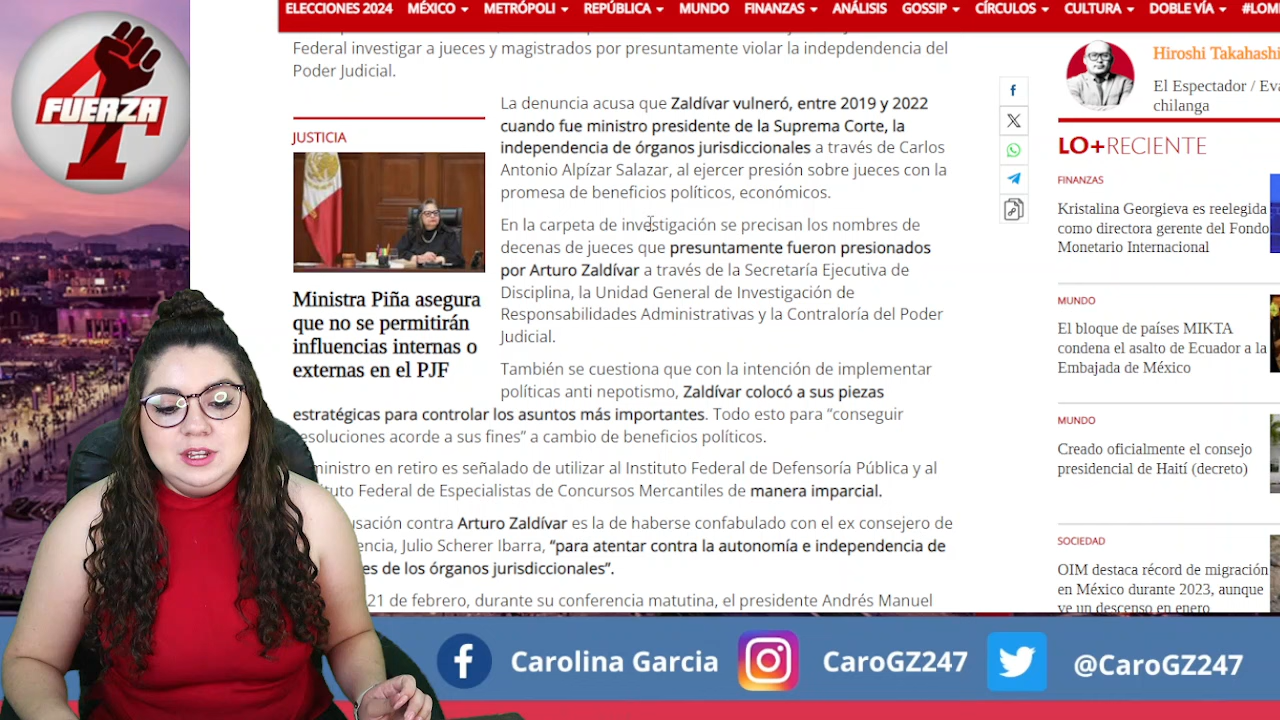 ELECCIONES 2024 MÉXICO METRÓPOLI REPÚBLICA MUNDO FINANZAS ANÁLISIS GOSSIP CÍRCULOS CULTURA DOBLE VÍA
4
FUERZA
Federal investigar a jueces y magistrados por presuntamente violar la indepdendencia del
Poder Judicial.
La denuncia acusa que Zaldívar vulneró, entre 2019 y 2022
cuando fue ministro presidente de la Suprema Corte, la
independencia de órganos jurisdiccionales a través de Carlos
Antonio Alpízar Salazar, al ejercer presión sobre jueces con la
promesa de beneficios políticos, económicos.
En la carpeta de investigación se precisan los nombres de
decenas de jueces que presuntamente fueron presionados
por Arturo Zaldívar a través de la Secretaría Ejecutiva de
Disciplina, la Unidad General de Investigación de
Responsabilidades Administrativas y la Contraloría del Poder
Judicial.
También se cuestiona que con la intención de implementar
políticas anti nepotismo, Zaldívar colocó a sus piezas
estratégicas para controlar los asuntos más importantes. Todo esto para “conseguir
resoluciones acorde a sus fines” a cambio de beneficios políticos.
ministro en retiro es señalado de utilizar al Instituto Federal de Defensoría Pública y al
Federal de Especialistas de Concursos Mercantiles de manera imparcial.
contra Arturo Zaldívar es la de haberse confabulado con el ex consejero de
Julio Scherer Ibarra, “para atentar contra la autonomía e independencia de
de los órganos jurisdiccionales”.
21 de febrero, durante su conferencia matutina, el presidente Andrés Manuel
JUSTICIA
Ministra Piña asegura
que no se permitirán
influencias internas o
externas en el PJF
Hiroshi Takahashi
El Espectador /
chilanga
LO+RECIENTE
FINANZAS
Kristalina Georgieva es reelegida
como directora gerente del Fondo
Monetario Internacional
MUNDO
El bloque de países MIKTA
condena el asalto de Ecuador a la
Embajada de México
MUNDO
Creado oficialmente el consejo
presidencial de Haití (decreto)
SOCIEDAD
OIM destaca récord de migración
en México durante 2023, aunque
ve un descenso en enero
Carolina Garcia CaroGZ247 @CaroGZ247